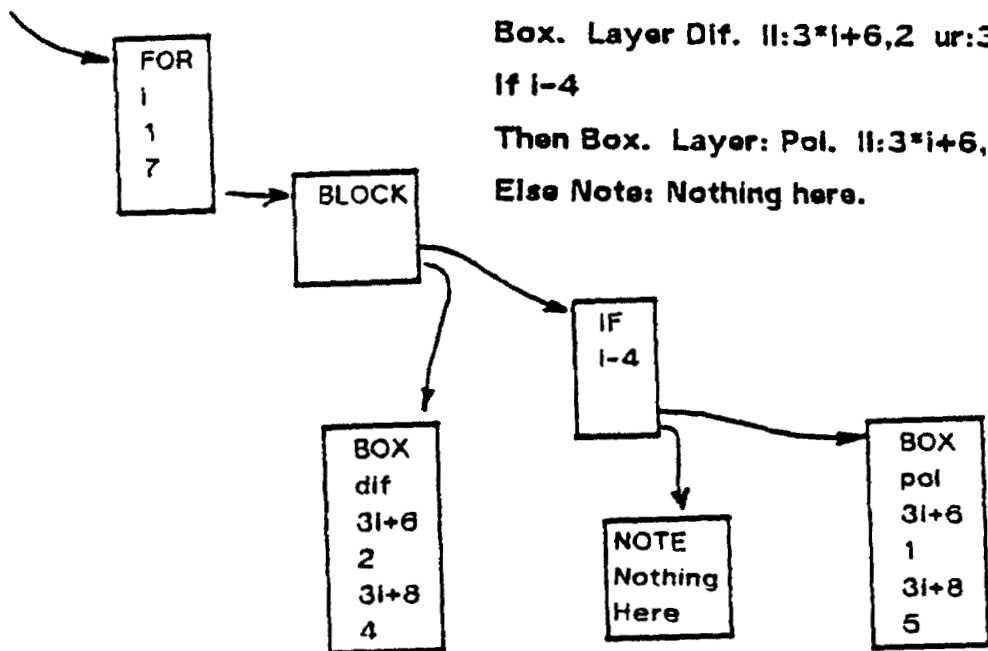 Box. Layer Dif. ll:3*i+6,2 ur:3
If i-4
Then Box. Layer: Pol. ll:3*i+6,
Else Note: Nothing here.
FOR
i
1
7
BLOCK
IF
i-4
BOX
dif
3i+6
2
3i+8
4
NOTE
Nothing
Here
BOX
pol
3i+6
1
3i+8
5